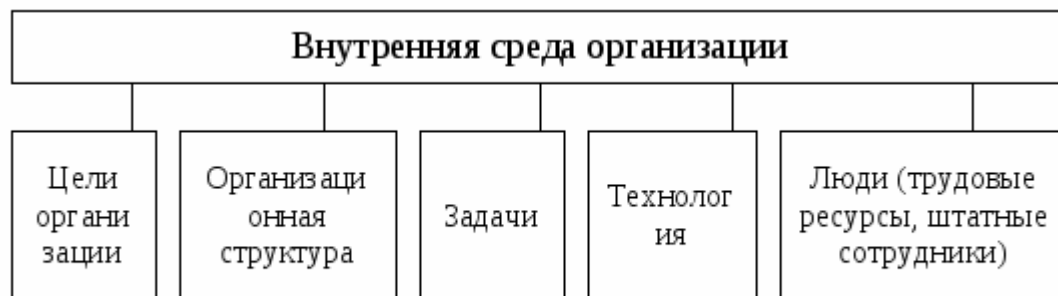 Внутренняя среда организации
Цели
органи
зации
Организаци
онная
структура
Задачи
Технолог
ия
Люди (трудовые
ресурсы, штатные
сотрудники)